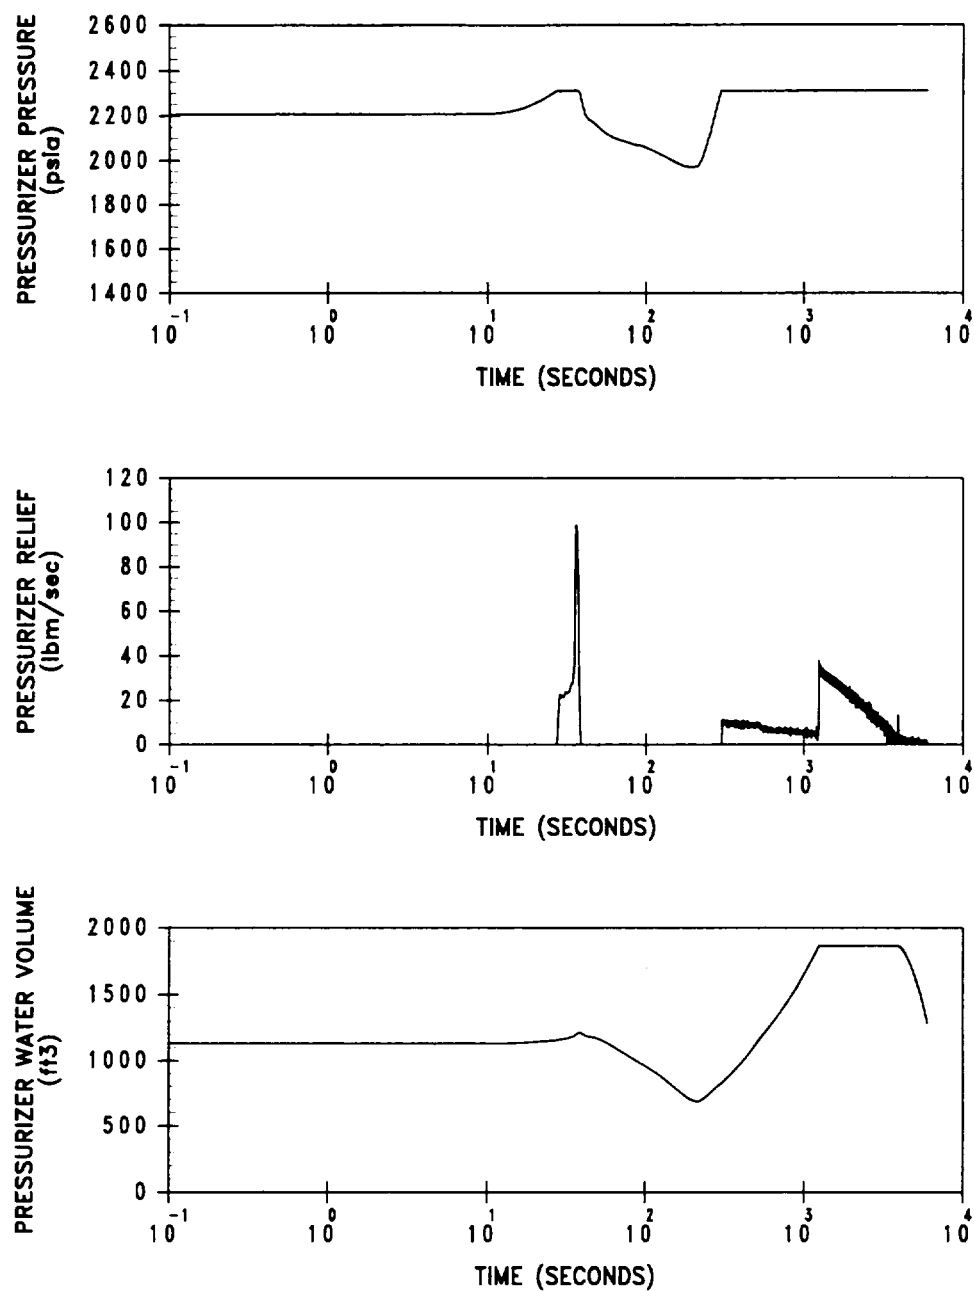 PRESSURIZER PRESSURE
(psia)
2600
2400
2200
2000
1800
1600
1400
10^-1 10^0 10^1 10^2 10^3 10^4
TIME (SECONDS)
PRESSURIZER RELIEF
(lbm/sec)
120
100
80
60
40
20
0
10^-1 10^0 10^1 10^2 10^3 10^4
TIME (SECONDS)
PRESSURIZER WATER VOLUME
(ft3)
2000
1500
1000
500
0
10^-1 10^0 10^1 10^2 10^3 10^4
TIME (SECONDS)